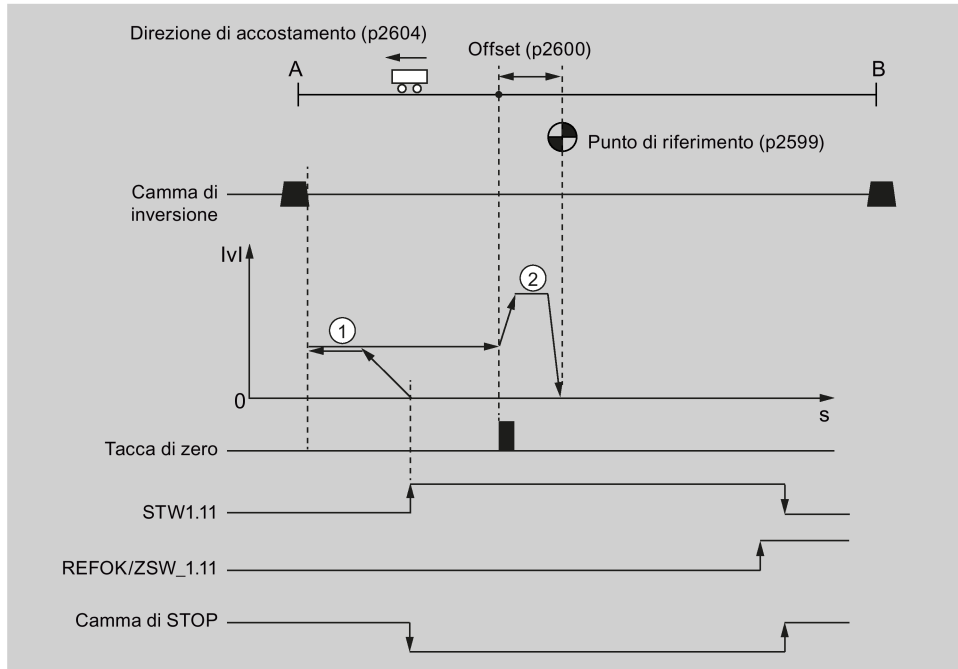 Direzione di accostamento (p2604)
Offset (p2600)
A
B
Punto di riferimento (p2599)
Camma di
inversione
IvI
1
2
0
s
Tacca di zero
STW1.11
REFOK/ZSW_1.11
Camma di STOP